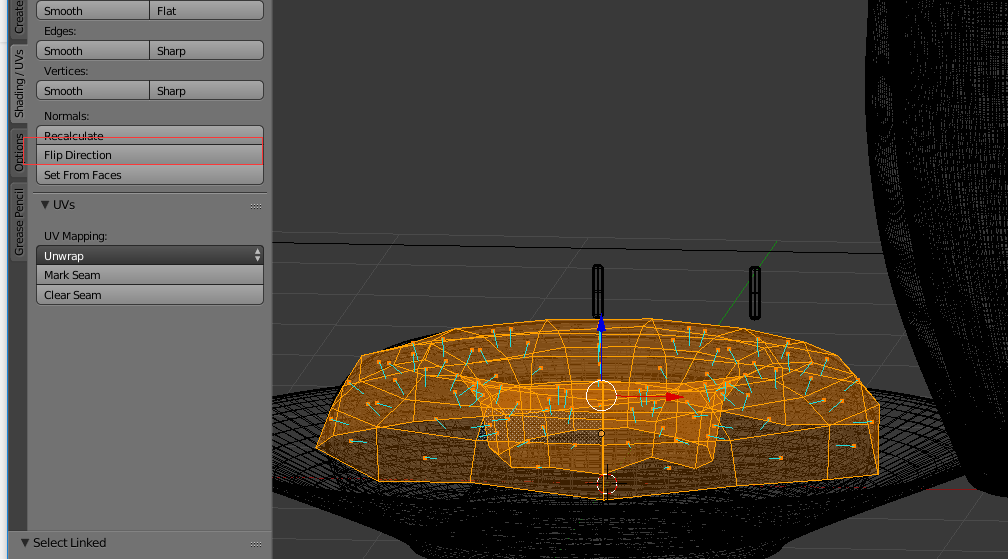 Create
Smooth Flat
Edges:
Smooth Sharp
Shading / UVs
Vertices:
Smooth Sharp
Normals:
Recalculate
Options
Flip Direction
Set From Faces
Grease Pencil
UVs
UV Mapping:
Unwrap
Mark Seam
Clear Seam
Select Linked